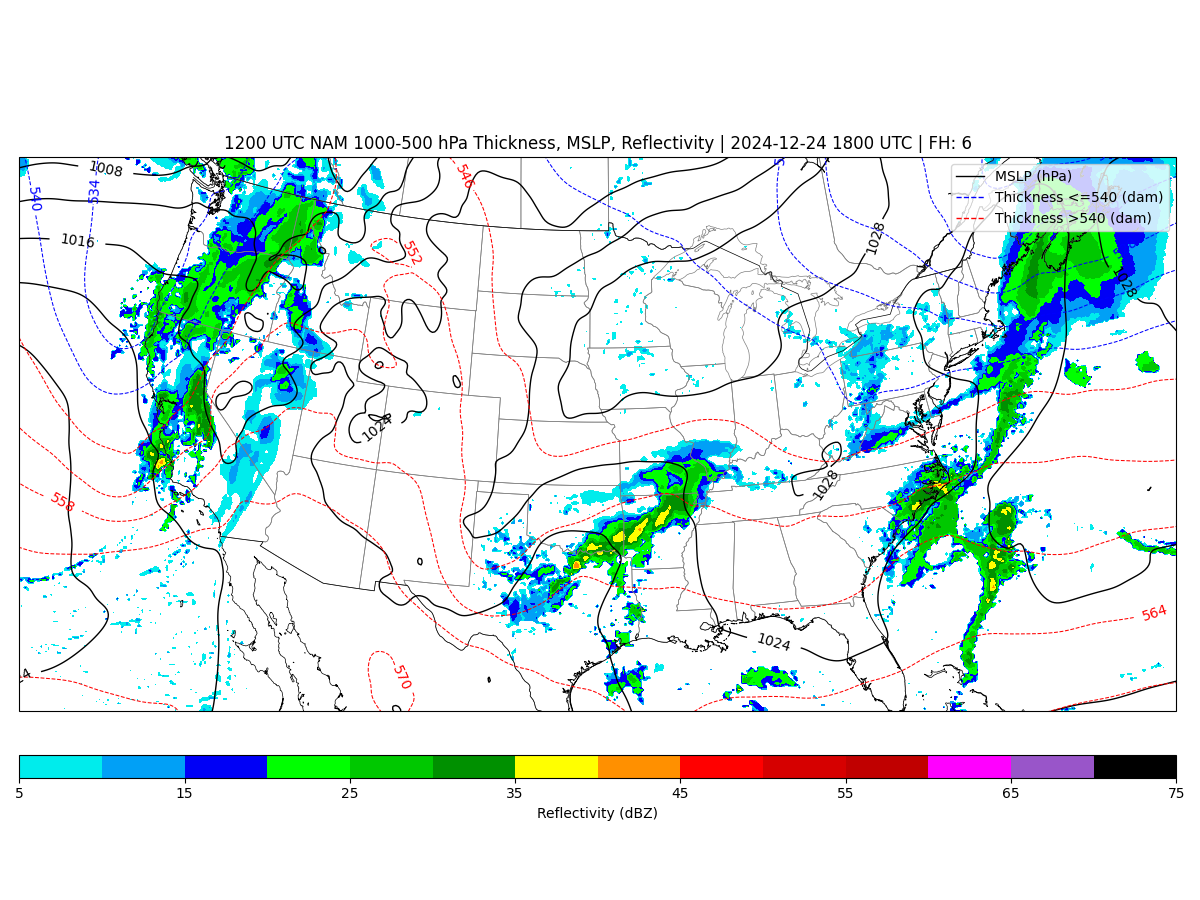 1200 UTC NAM 1000-500 hPa Thickness, MSLP, Reflectivity | 2024-12-24 1800 UTC | FH: 6
MSLP (hPa)
Thickness <=540 (dam)
Thickness >540 (dam)
1008
546
540
534
1028
1016
552
1024
558
1028
564
1024
570
5 15 25 35 45 55 65 75
Reflectivity (dBZ)